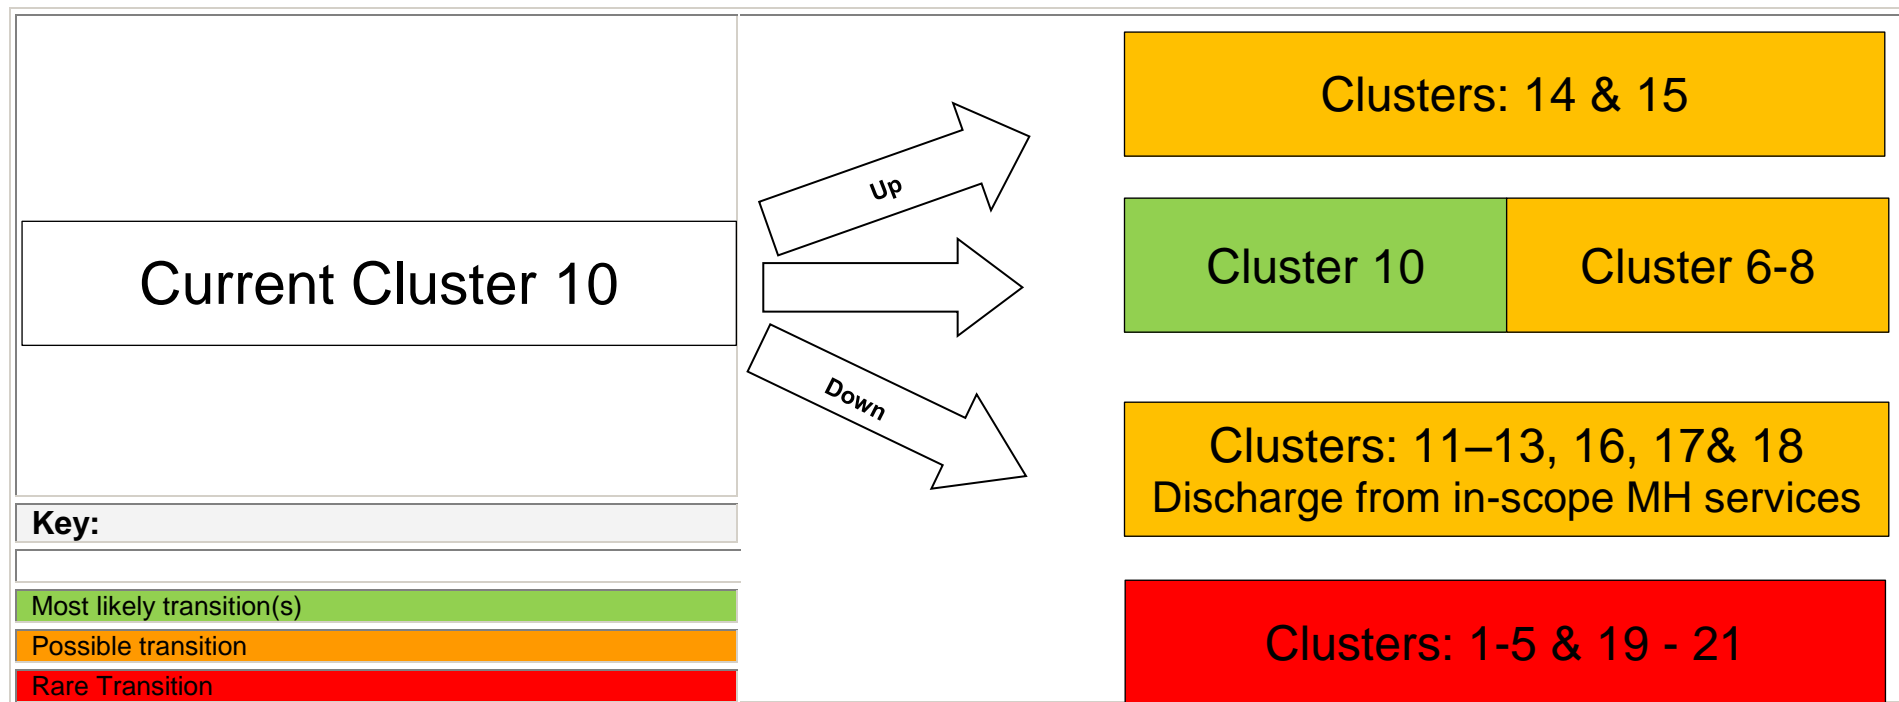 Clusters: 14 & 15
Up
Current Cluster 10
Cluster 10
Cluster 6-8
Down
Clusters: 11–13, 16, 17& 18
Discharge from in-scope MH services
Key:
Most likely transition(s)
Possible transition
Rare Transition
Clusters: 1-5 & 19 - 21